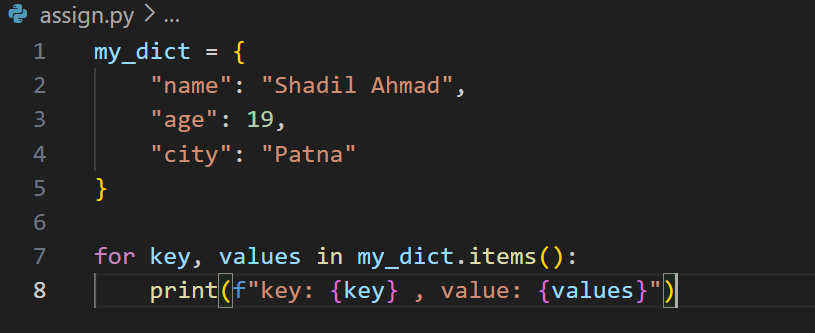 assign.py > ...
1 my_dict = {
2     "name": "Shadil Ahmad",
3     "age": 19,
4     "city": "Patna"
5 }
6
7 for key, values in my_dict.items():
8     print(f"key: {key} , value: {values}")